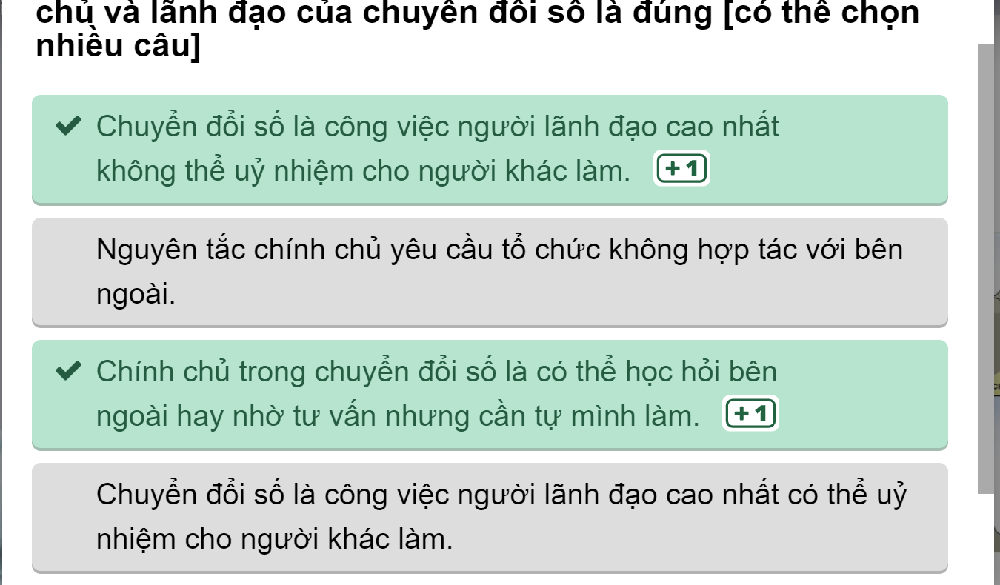 chủ và lãnh đạo của chuyển đổi số là đúng [có thể chọn
nhiều câu]
Chuyển đổi số là công việc người lãnh đạo cao nhất
không thể uỷ nhiệm cho người khác làm. +1
Nguyên tắc chính chủ yêu cầu tổ chức không hợp tác với bên
ngoài.
Chính chủ trong chuyển đổi số là có thể học hỏi bên
ngoài hay nhờ tư vấn nhưng cần tự mình làm. +1
Chuyển đổi số là công việc người lãnh đạo cao nhất có thể uỷ
nhiệm cho người khác làm.